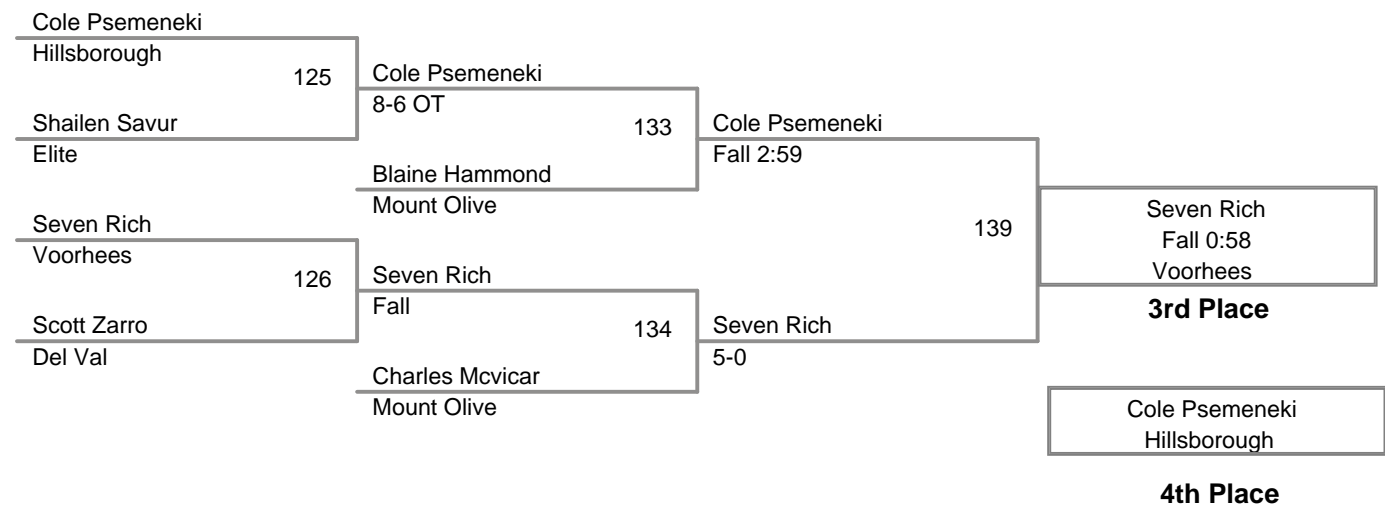 Cole Psemeneki
Hillsborough
125
Shailen Savur
Elite
Seven Rich
Voorhees
126
Scott Zarro
Del Val
Cole Psemeneki
8-6 OT
133
Blaine Hammond
Mount Olive
Seven Rich
Fall
134
Charles Mcvicar
Mount Olive
Cole Psemeneki
Fall 2:59
139
Seven Rich
5-0
Seven Rich
Fall 0:58
Voorhees
3rd Place
Cole Psemeneki
Hillsborough
4th Place